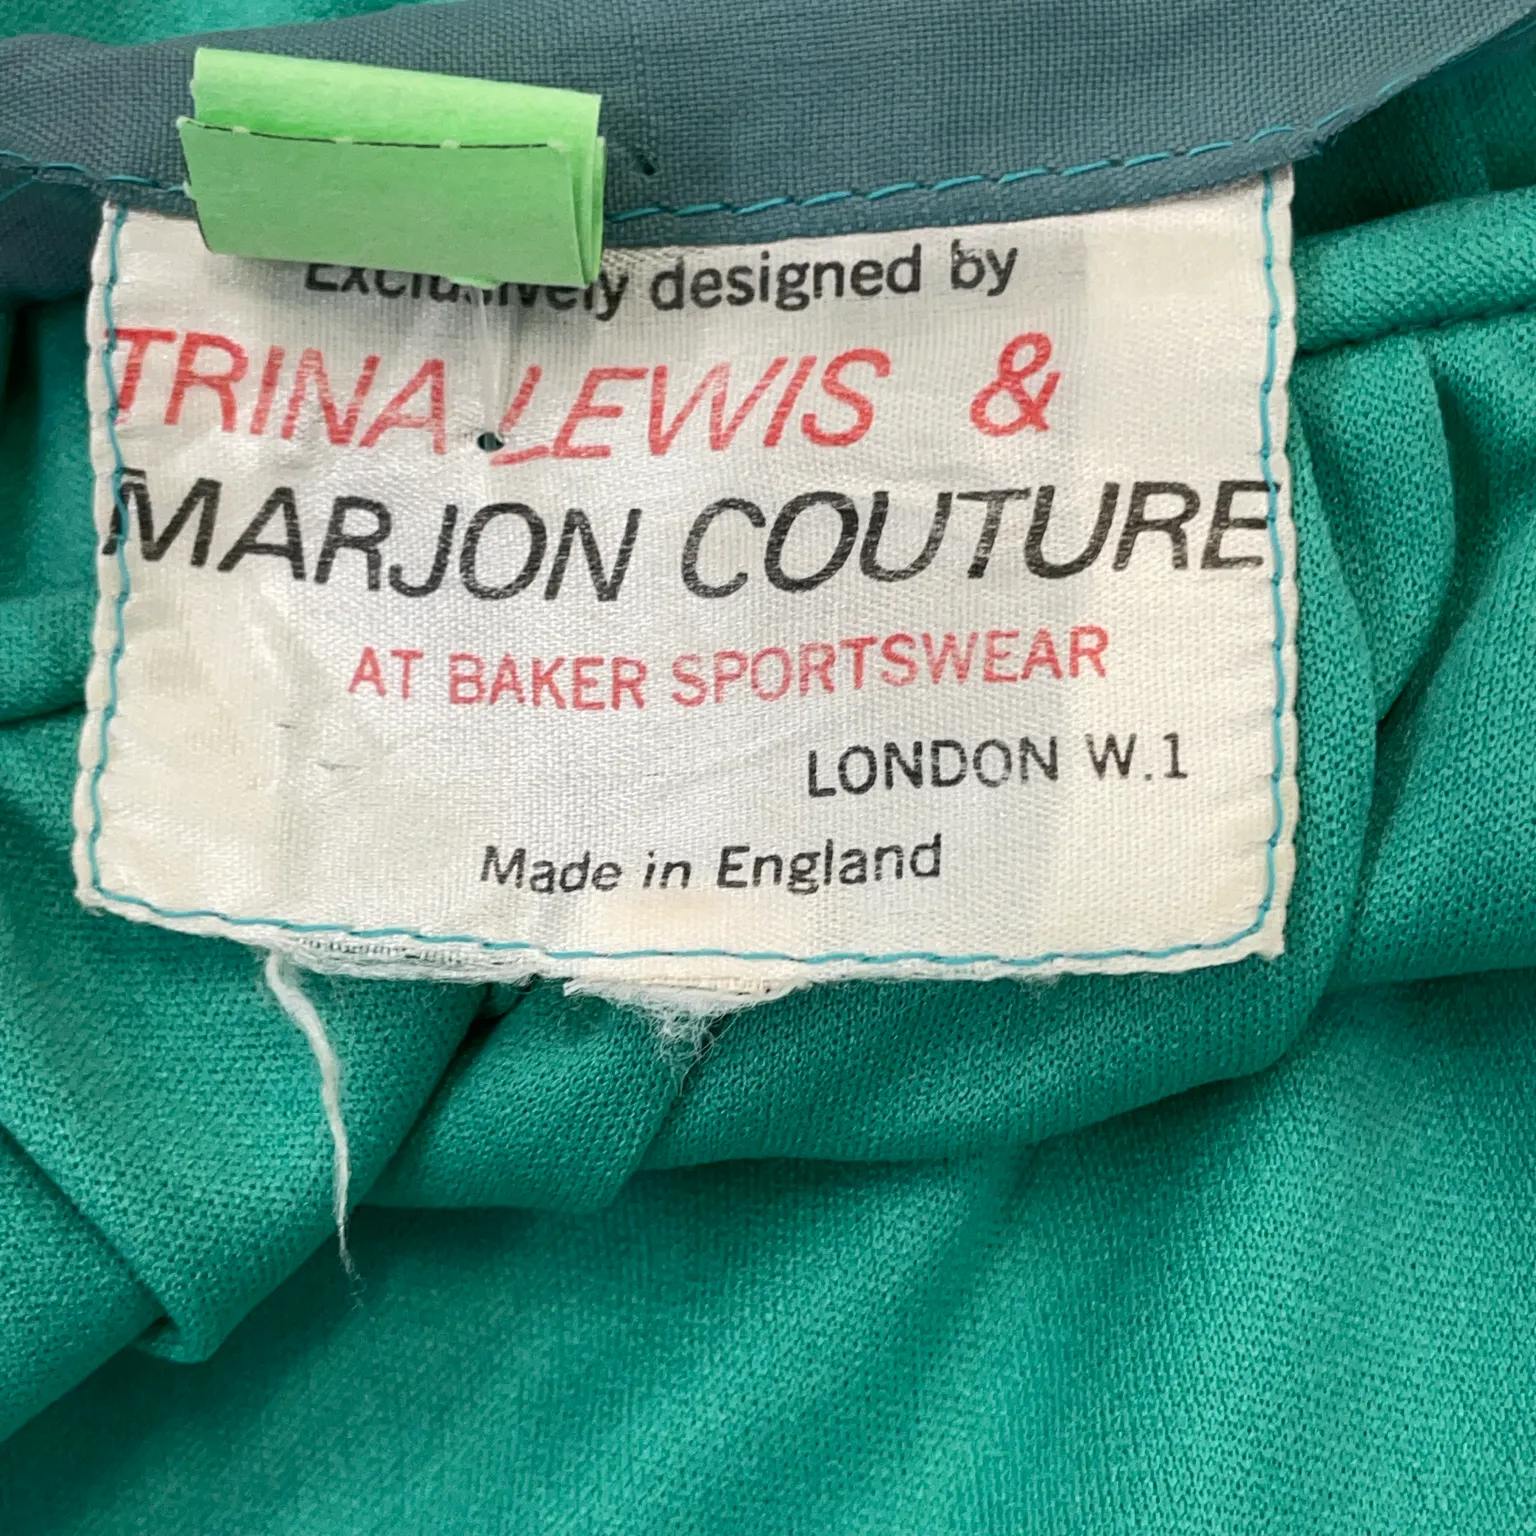 Exclusively designed by
TRINA LEWIS &
MARJON COUTURE
AT BAKER SPORTSWEAR
LONDON W.1
Made in England